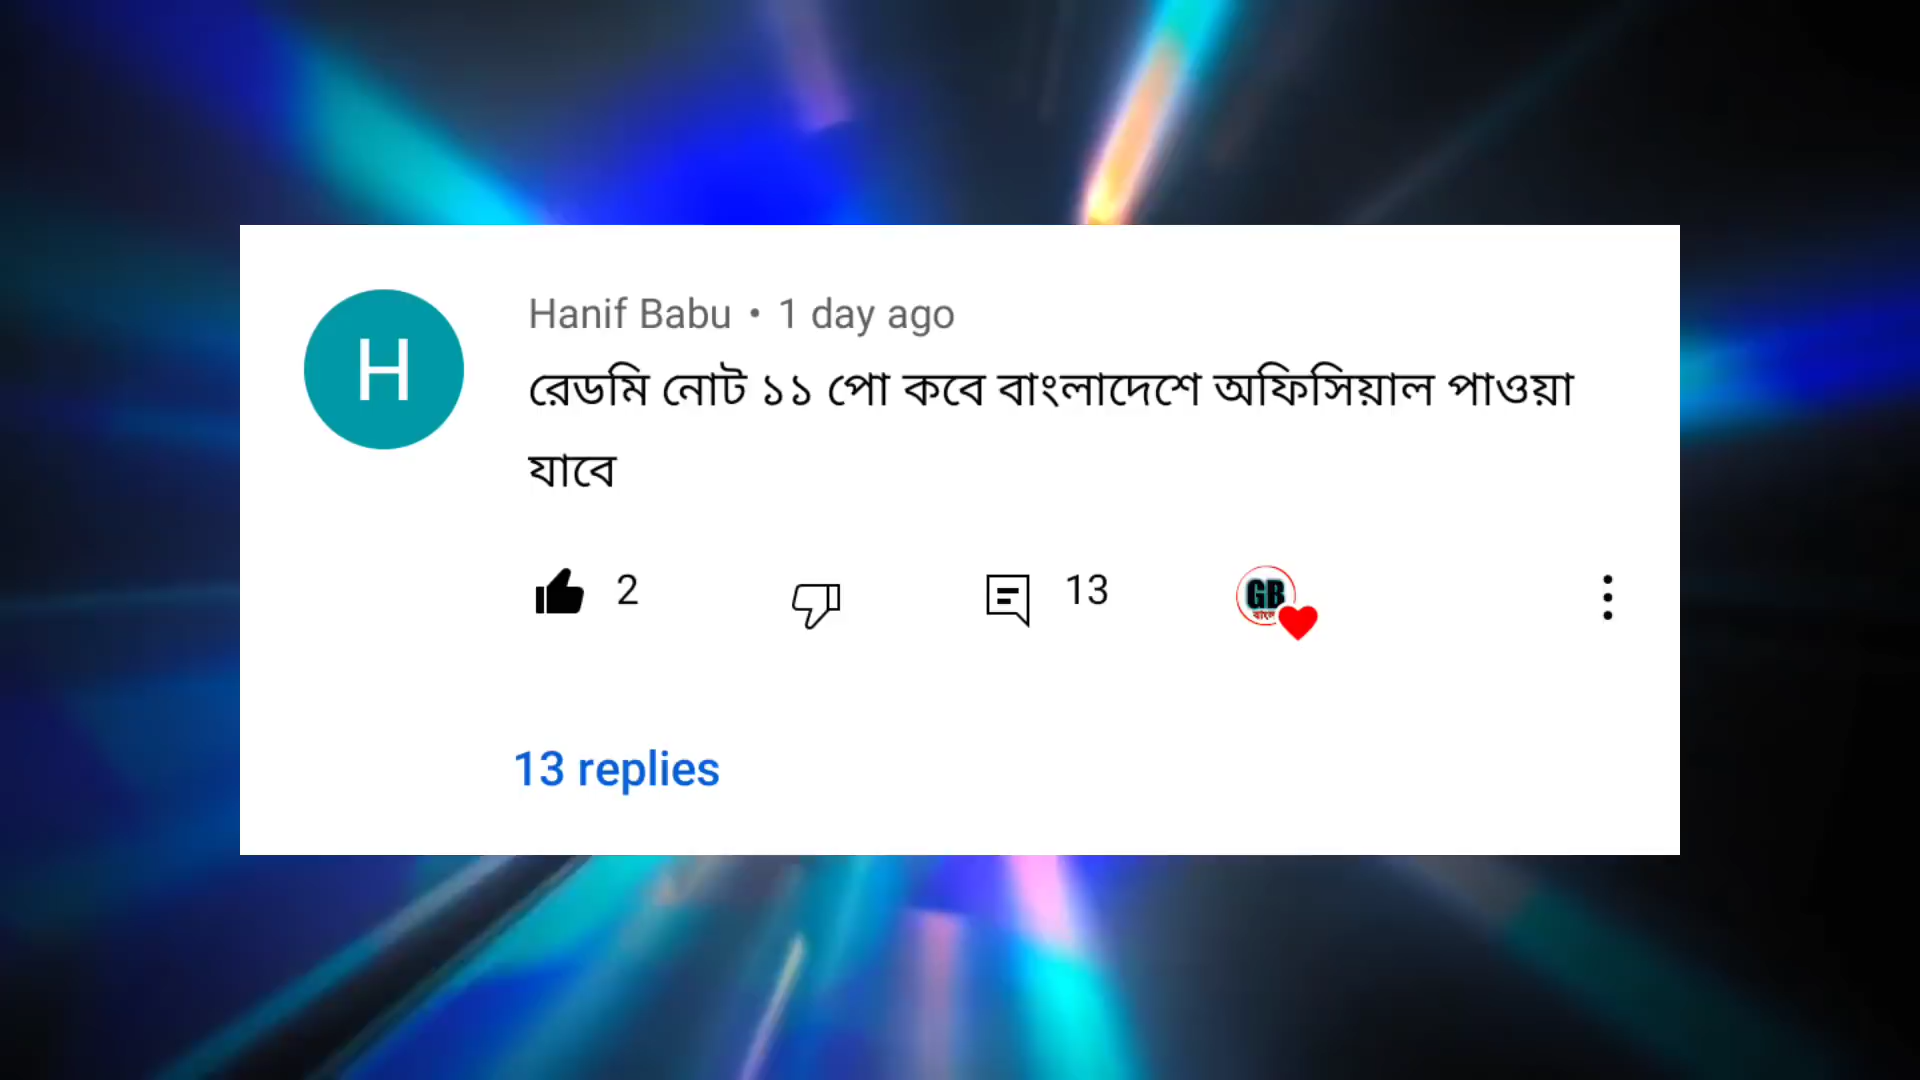 H
Hanif Babu • 1 day ago
রেডমি নোট ১১ পো কবে বাংলাদেশে অফিসিয়াল পাওয়া
যাবে
2
13
GB
13 replies